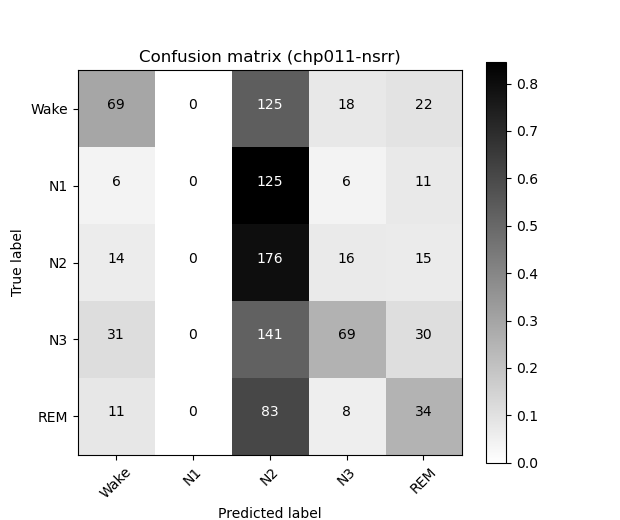 Confusion matrix (chp011-nsrr)
Wake 69 0 125 18 22
N1 6 0 125 6 11
N2 14 0 176 16 15
N3 31 0 141 69 30
REM 11 0 83 8 34
Wake N1 N2 N3 REM
Predicted label
True label
0.8
0.7
0.6
0.5
0.4
0.3
0.2
0.1
0.0